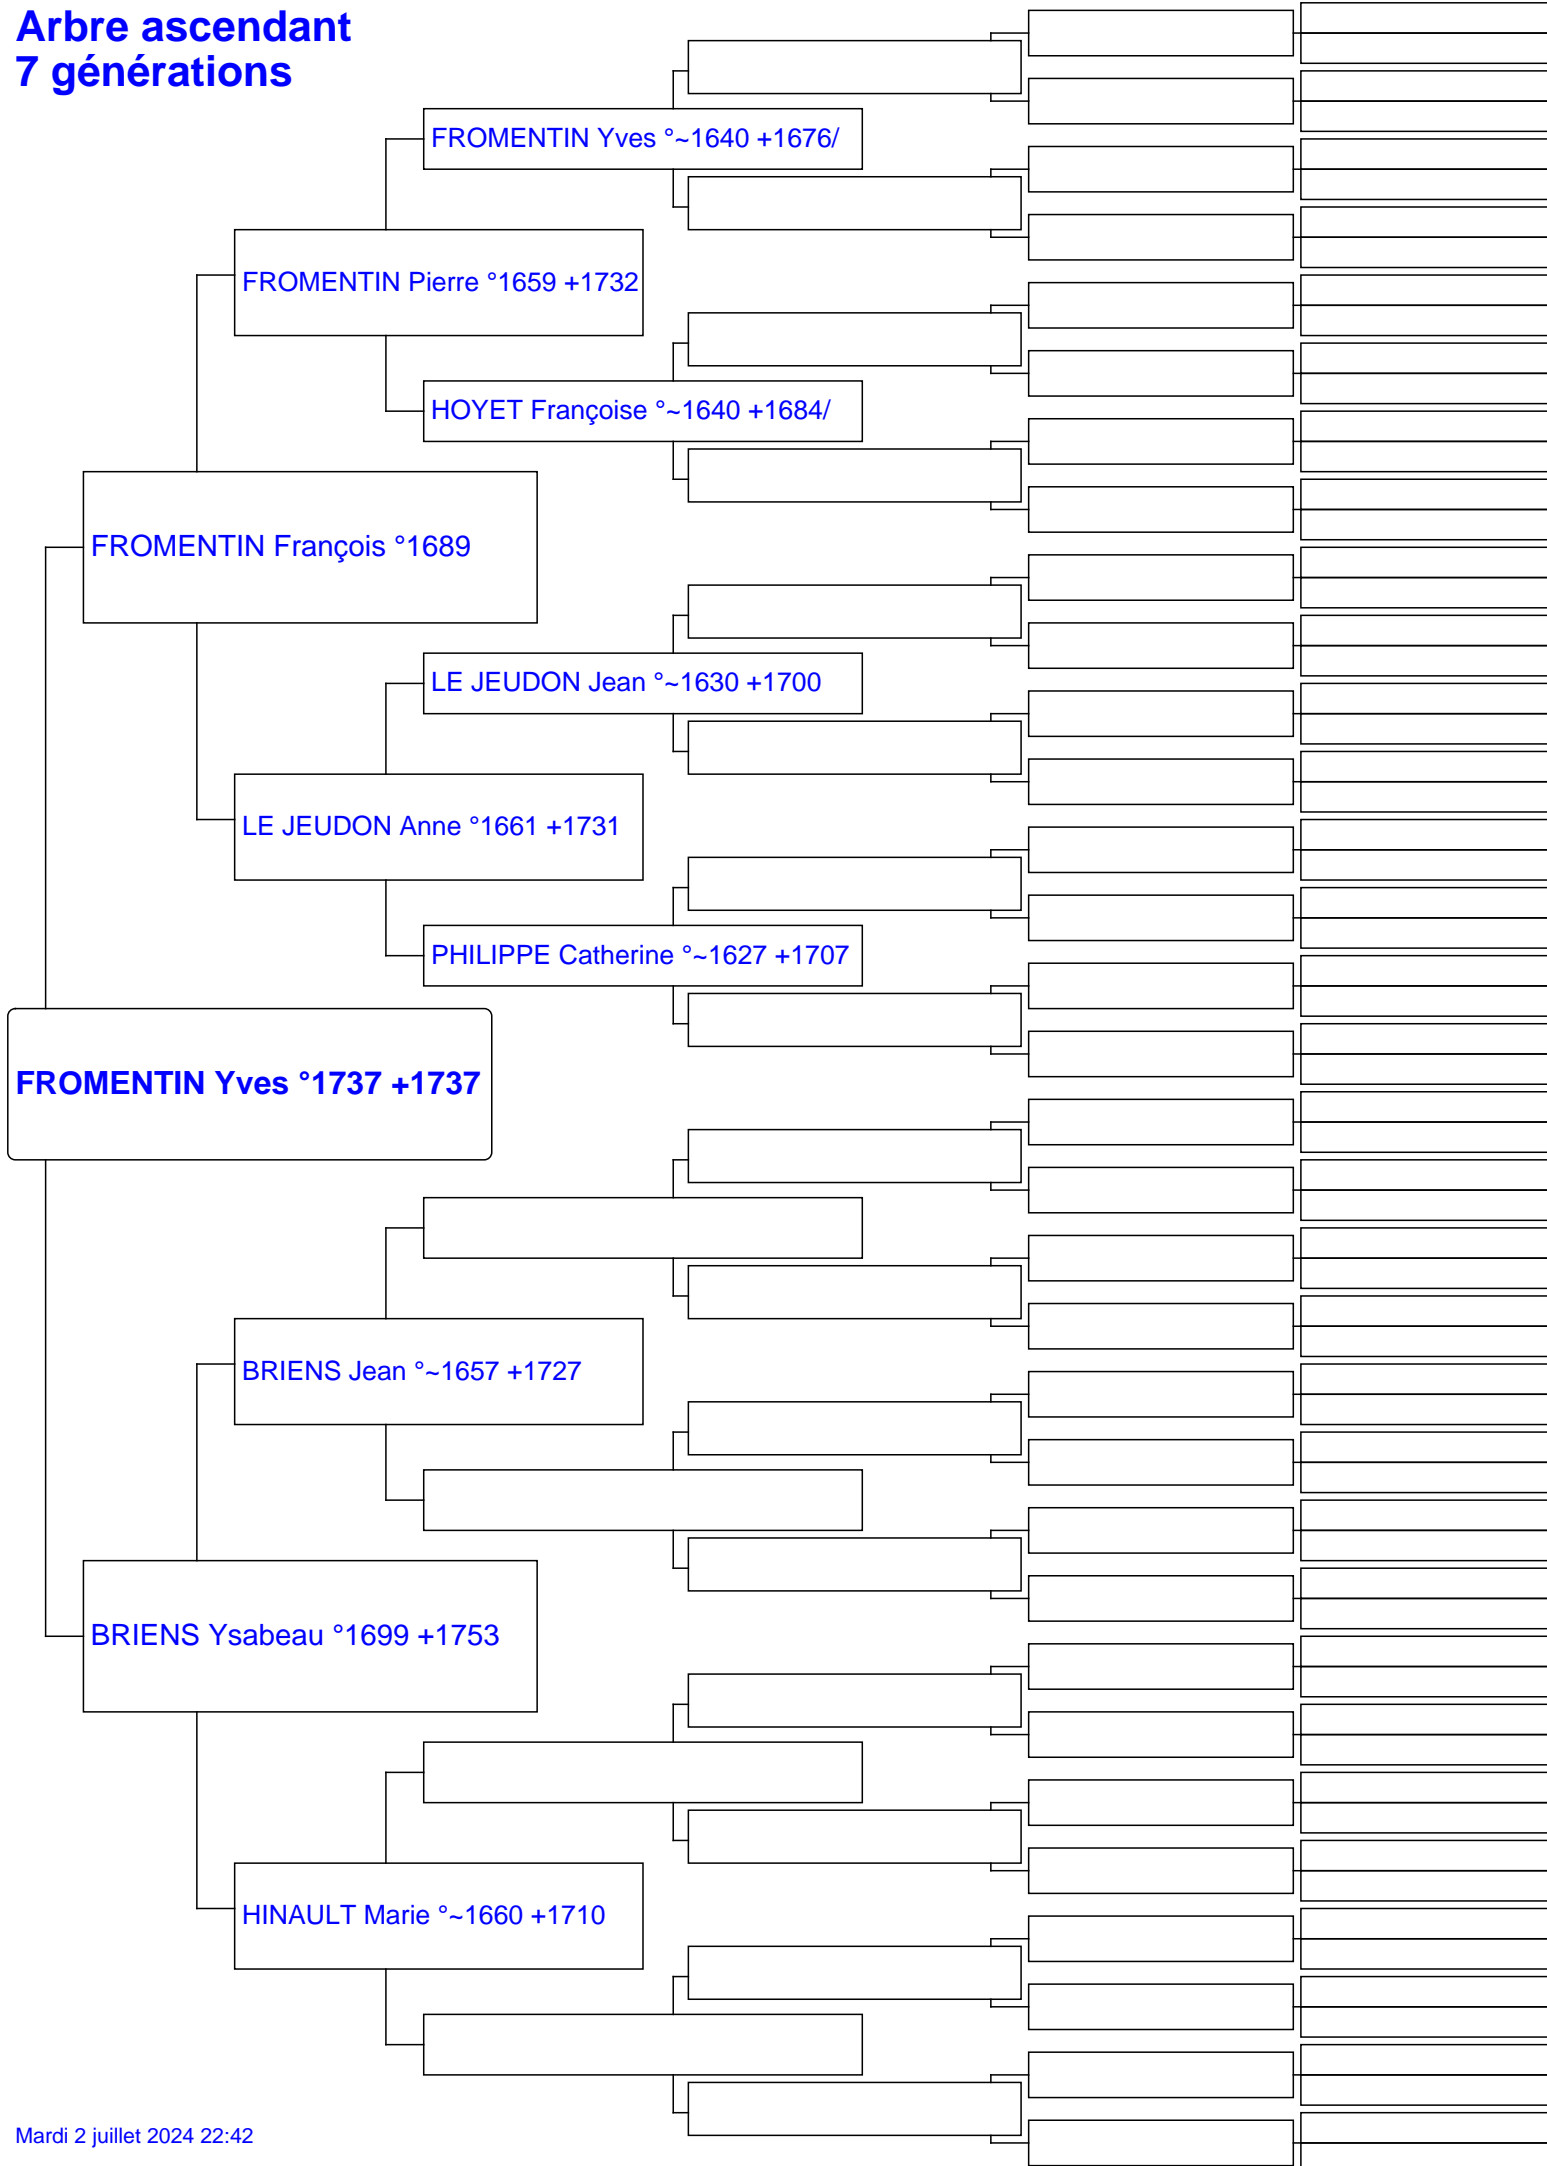 Arbre ascendant
7 générations
FROMENTIN Yves °~1640 +1676/
FROMENTIN Pierre °1659 +1732
HOYET Françoise °~1640 +1684/
FROMENTIN François °1689
LE JEUDON Jean °~1630 +1700
LE JEUDON Anne °1661 +1731
PHILIPPE Catherine °~1627 +1707
FROMENTIN Yves °1737 +1737
BRIENS Jean °~1657 +1727
BRIENS Ysabeau °1699 +1753
HINAULT Marie °~1660 +1710
Mardi 2 juillet 2024 22:42